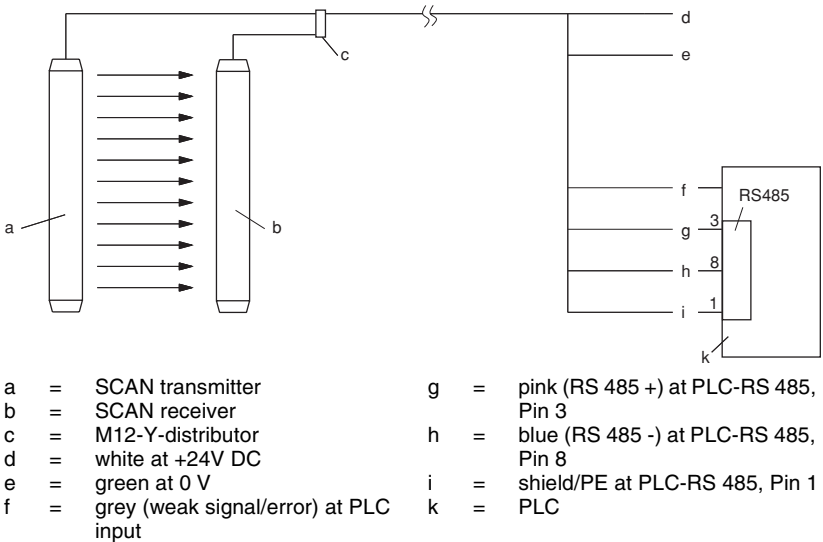 d
c
e
f
RS485
3
g
a
b
8
h
1
i
k
a = SCAN transmitter
b = SCAN receiver
c = M12-Y-distributor
d = white at +24V DC
e = green at 0 V
f = grey (weak signal/error) at PLC
input
g = pink (RS 485 +) at PLC-RS 485,
Pin 3
h = blue (RS 485 -) at PLC-RS 485,
Pin 8
i = shield/PE at PLC-RS 485, Pin 1
k = PLC